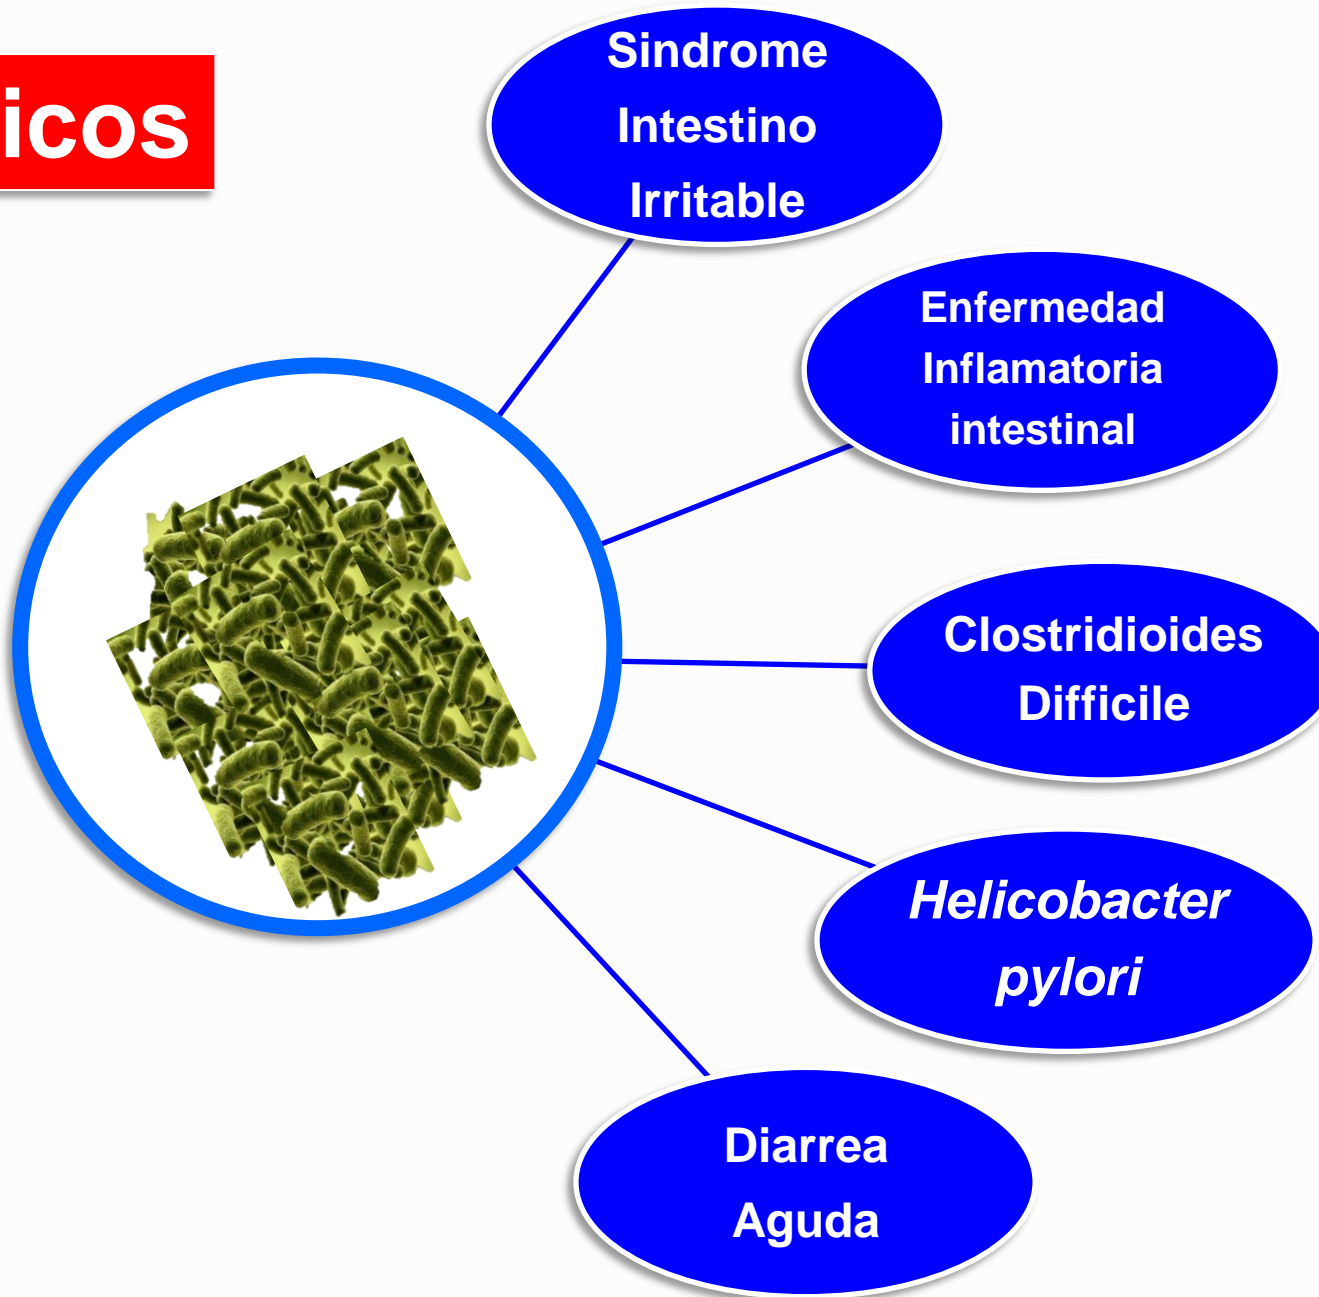 icos
Sindrome
Intestino
Irritable
Enfermedad
Inflamatoria
intestinal
Clostridioides
Difficile
Helicobacter
pylori
Diarrea
Aguda